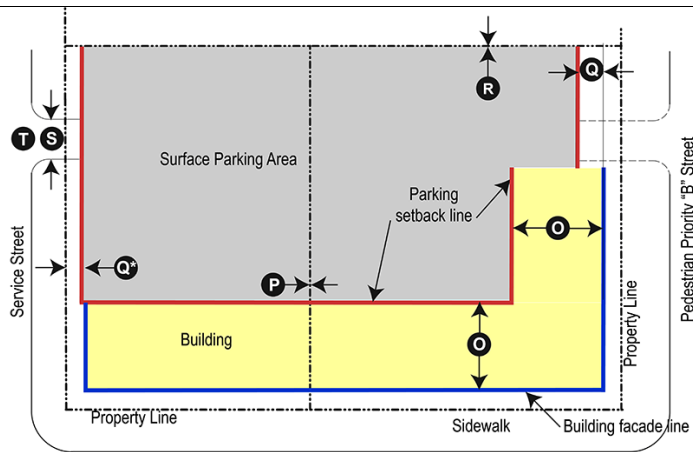 Q
R
T S
Surface Parking Area
Parking
setback line
O
Pedestrian Priority “B” Street
Service Street
Q*
P
Property Line
Building
O
Property Line
Sidewalk
Building facade line